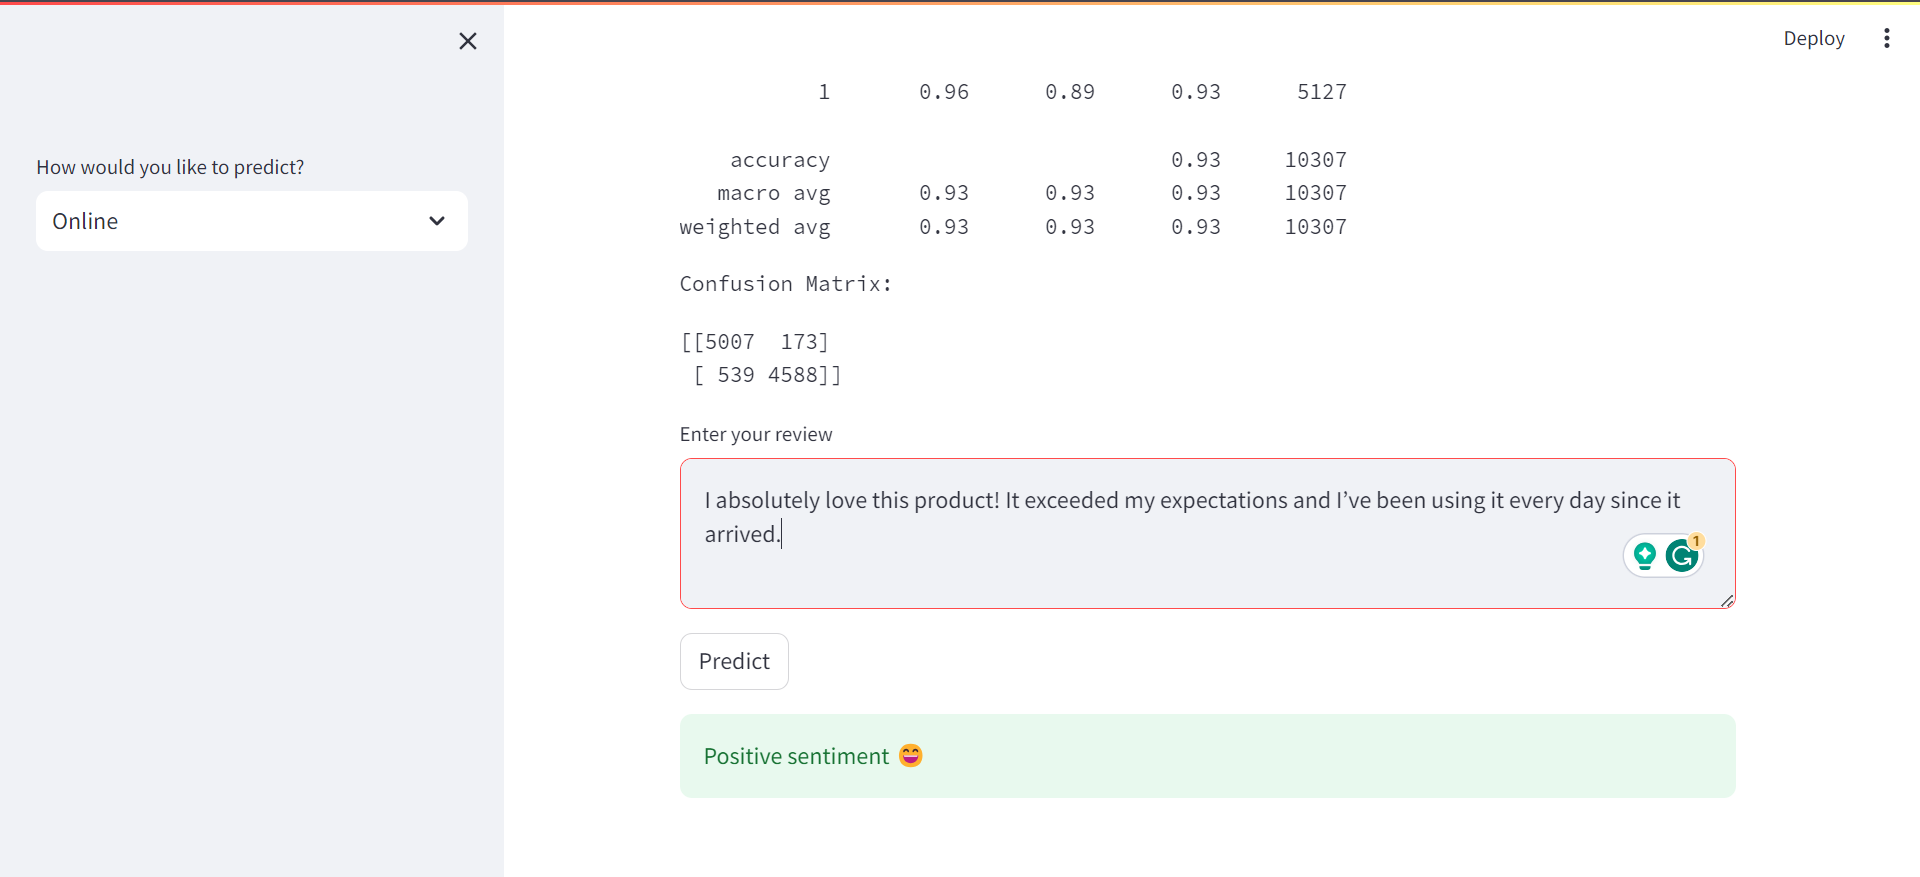 Deploy
How would you like to predict?
Online
1 0.96 0.89 0.93 5127
accuracy 0.93 10307
macro avg 0.93 0.93 0.93 10307
weighted avg 0.93 0.93 0.93 10307
Confusion Matrix:
[[5007 173]
[ 539 4588]]
Enter your review
I absolutely love this product! It exceeded my expectations and I’ve been using it every day since it
arrived.
1
Predict
Positive sentiment 😄